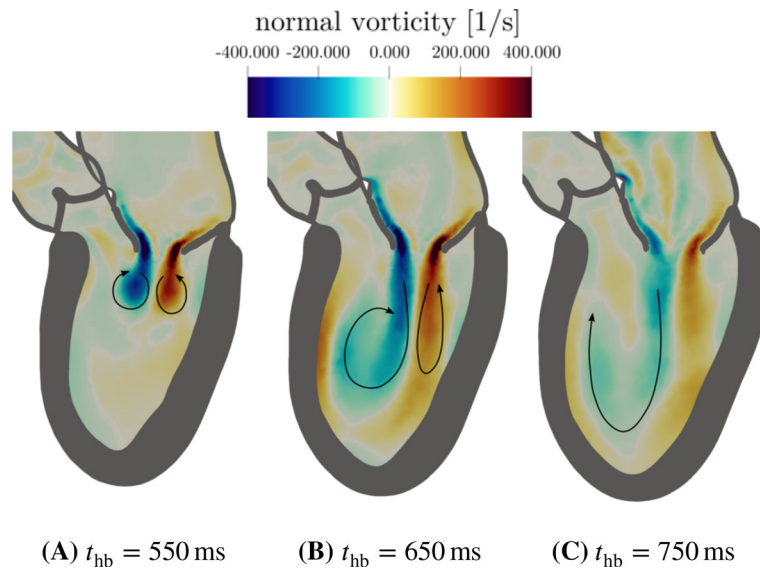 normal vorticity [1/s]
-400.000 -200.000 0.000 200.000 400.000
(A) t_hb = 550 ms (B) t_hb = 650 ms (C) t_hb = 750 ms